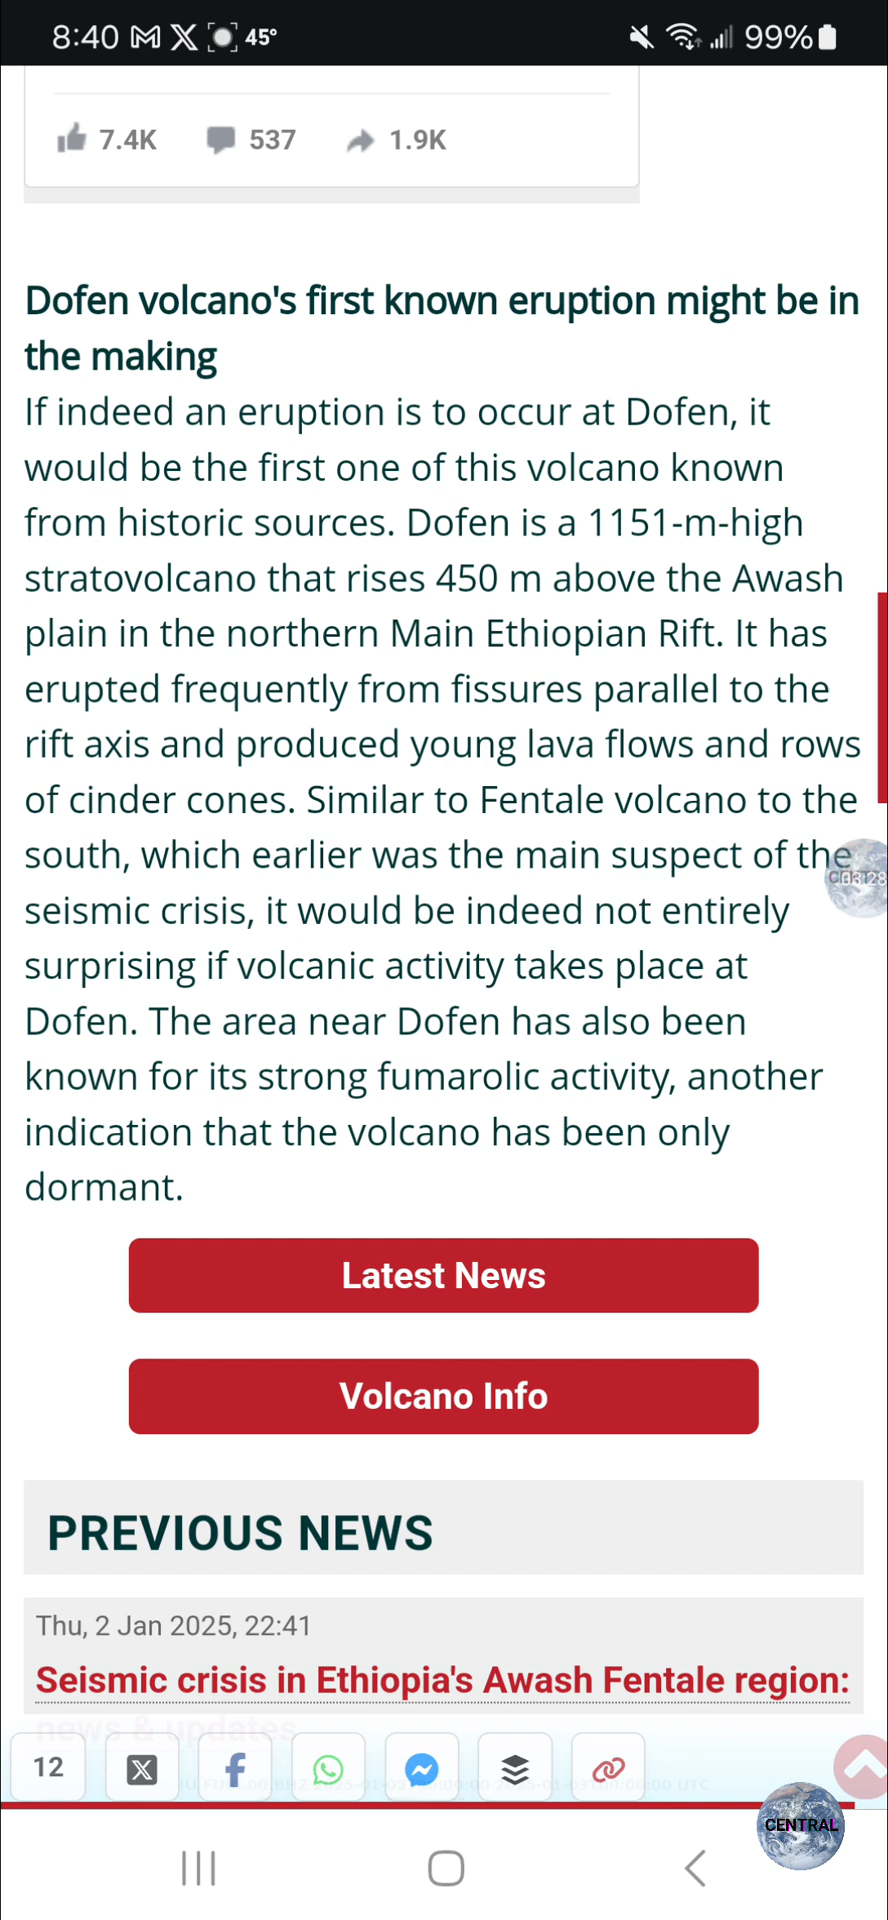 8:40 45° 99%
7.4K 537 1.9K
Dofen volcano's first known eruption might be in
the making
If indeed an eruption is to occur at Dofen, it
would be the first one of this volcano known
from historic sources. Dofen is a 1151-m-high
stratovolcano that rises 450 m above the Awash
plain in the northern Main Ethiopian Rift. It has
erupted frequently from fissures parallel to the
rift axis and produced young lava flows and rows
of cinder cones. Similar to Fentale volcano to the
south, which earlier was the main suspect of the
seismic crisis, it would be indeed not entirely
surprising if volcanic activity takes place at
Dofen. The area near Dofen has also been
known for its strong fumarolic activity, another
indication that the volcano has been only
dormant.
Latest News
Volcano Info
PREVIOUS NEWS
Thu, 2 Jan 2025, 22:41
Seismic crisis in Ethiopia's Awash Fentale region:
news & updates
12
CENTRAL